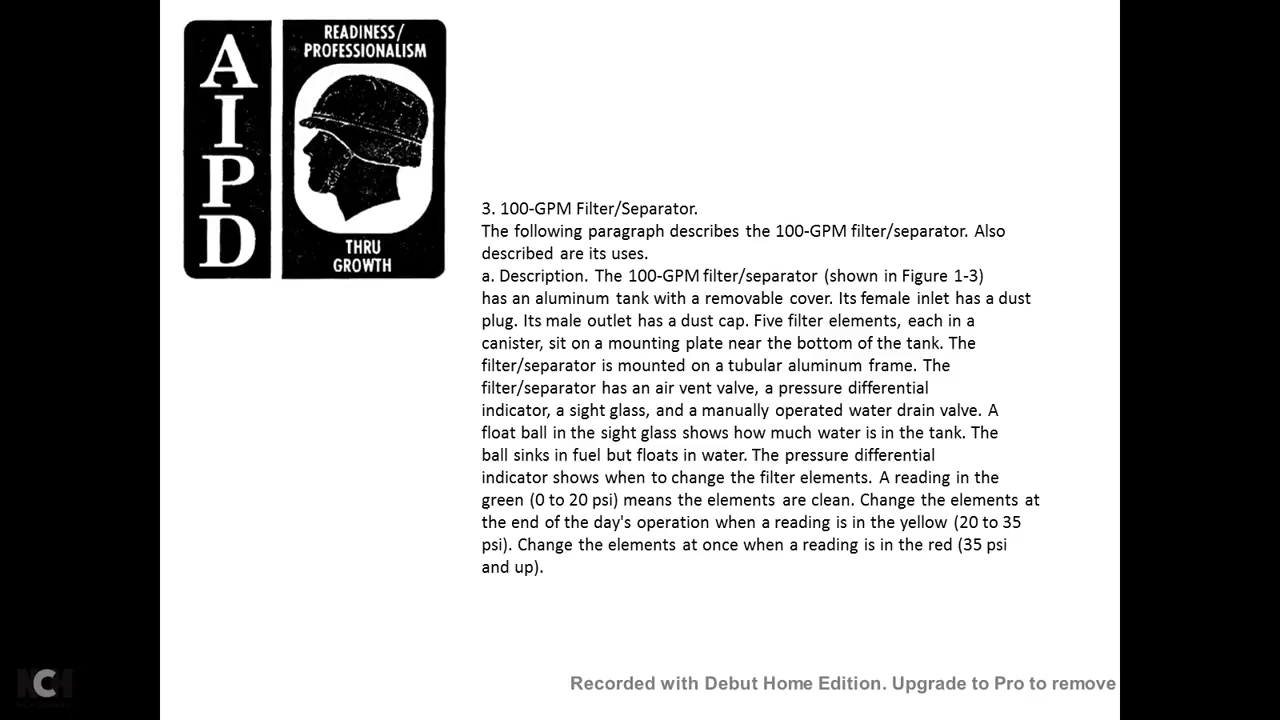 AIPD
READINESS/
PROFESSIONALISM
THRU
GROWTH
3. 100-GPM Filter/Separator.
The following paragraph describes the 100-GPM filter/separator. Also
described are its uses.
a. Description. The 100-GPM filter/separator (shown in Figure 1-3)
has an aluminum tank with a removable cover. Its female inlet has a dust
plug. Its male outlet has a dust cap. Five filter elements, each in a
canister, sit on a mounting plate near the bottom of the tank. The
filter/separator is mounted on a tubular aluminum frame. The
filter/separator has an air vent valve, a pressure differential
indicator, a sight glass, and a manually operated water drain valve. A
float ball in the sight glass shows how much water is in the tank. The
ball sinks in fuel but floats in water. The pressure differential
indicator shows when to change the filter elements. A reading in the
green (0 to 20 psi) means the elements are clean. Change the elements at
the end of the day's operation when a reading is in the yellow (20 to 35
psi). Change the elements at once when a reading is in the red (35 psi
and up).
NCH
Recorded with Debut Home Edition. Upgrade to Pro to remove